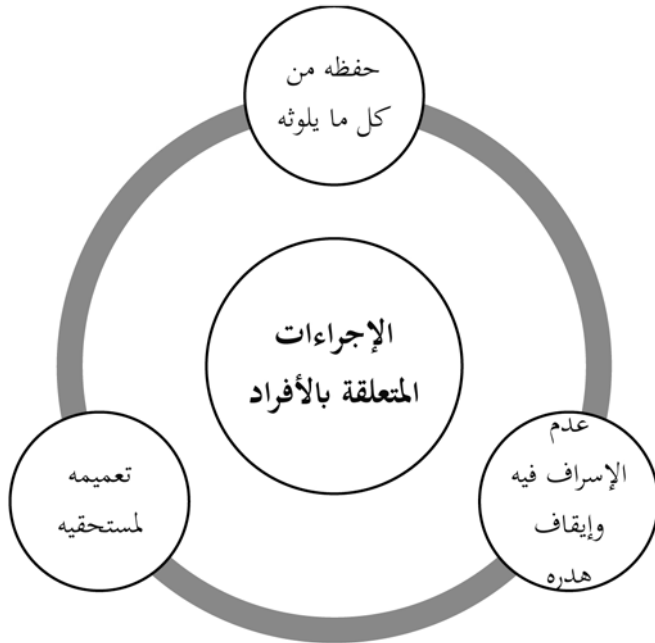 حفظه من
كل ما يلوثه
الإجراءات
المتعلقة بالأفراد
عدم
الإسراف فيه
وإيقاف
هدره
تعميمه
لمستحقيه